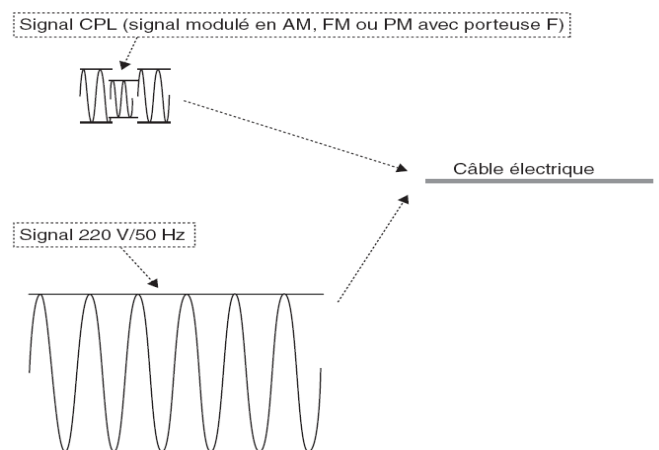 Signal CPL (signal modulé en AM, FM ou PM avec porteuse F)
Câble électrique
Signal 220 V/50 Hz